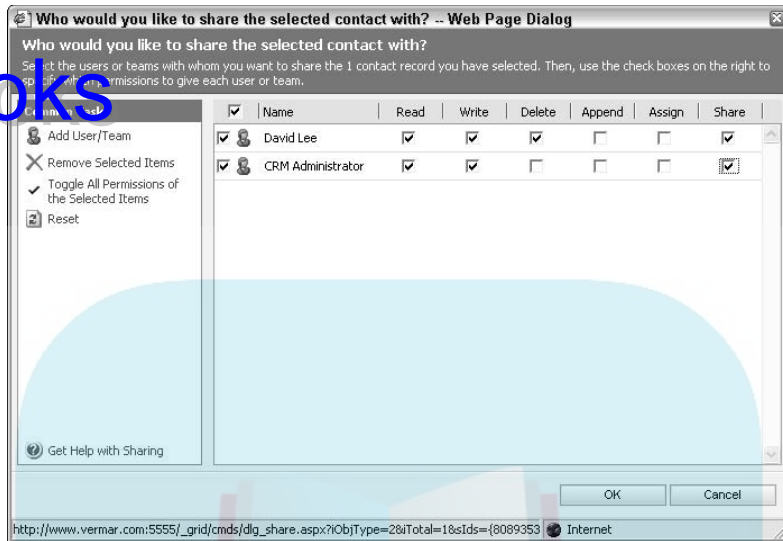 Who would you like to share the selected contact with? -- Web Page Dialog
Who would you like to share the selected contact with?
Select the users or teams with whom you want to share the 1 contact record you have selected. Then, use the check boxes on the right to
specify which permissions to give each user or team.
oks
Common Tasks
Add User/Team
Remove Selected Items
Toggle All Permissions of
the Selected Items
Reset
Get Help with Sharing
Name Read Write Delete Append Assign Share
David Lee
CRM Administrator
OK Cancel
http://www.vermar.com:5555/_grid/cmds/dlg_share.aspx?iObjType=2&iTotal=1&sIds={8089353 Internet